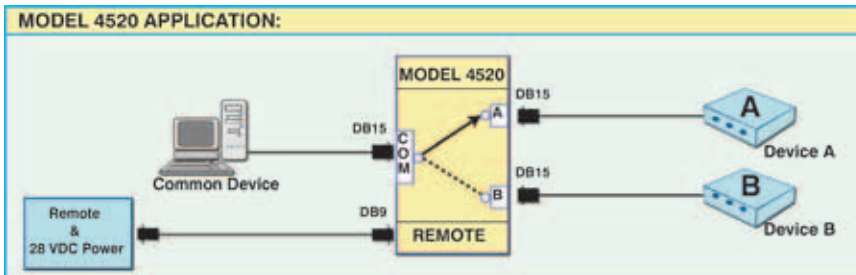 MODEL 4520 APPLICATION:
MODEL 4520
DB15
A
A
Device A
DB15
C
O
M
Common Device
DB15
B
B
Device B
DB9
REMOTE
Remote
&
28 VDC Power